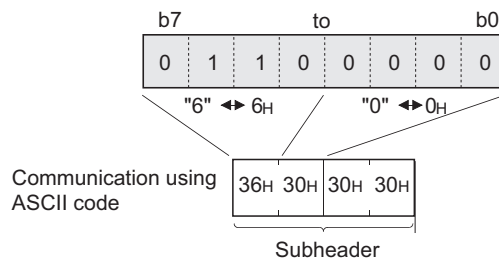 b7 to b0
0 1 1 0 0 0 0 0
"6" ↔ 6H "0" ↔ 0H
Communication using
ASCII code
36H 30H 30H 30H
Subheader